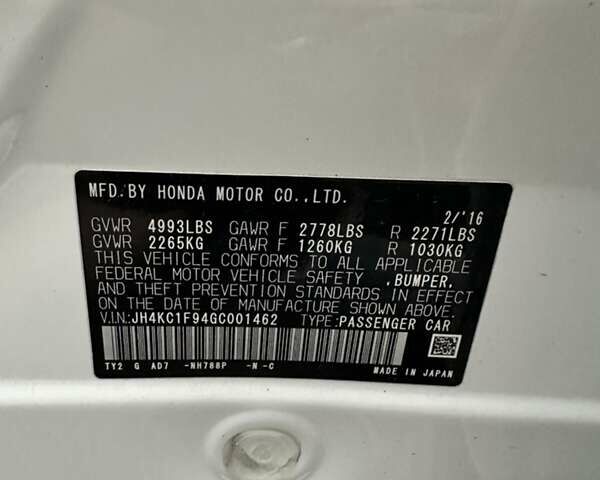 MFD. BY HONDA MOTOR CO., LTD.
2/'16
GVWR 4993LBS GAWR F 2778LBS R 2271LBS
GVWR 2265KG GAWR F 1260KG R 1030KG
THIS VEHICLE CONFORMS TO ALL APPLICABLE
FEDERAL MOTOR VEHICLE SAFETY ,BUMPER,
AND THEFT PREVENTION STANDARDS IN EFFECT
ON THE DATE OF MANUFACTURE SHOWN ABOVE.
V.I.N: JH4KC1F94GC001462 TYPE: PASSENGER CAR
TY2 G AD7 -NH788P -N -C
MADE IN JAPAN